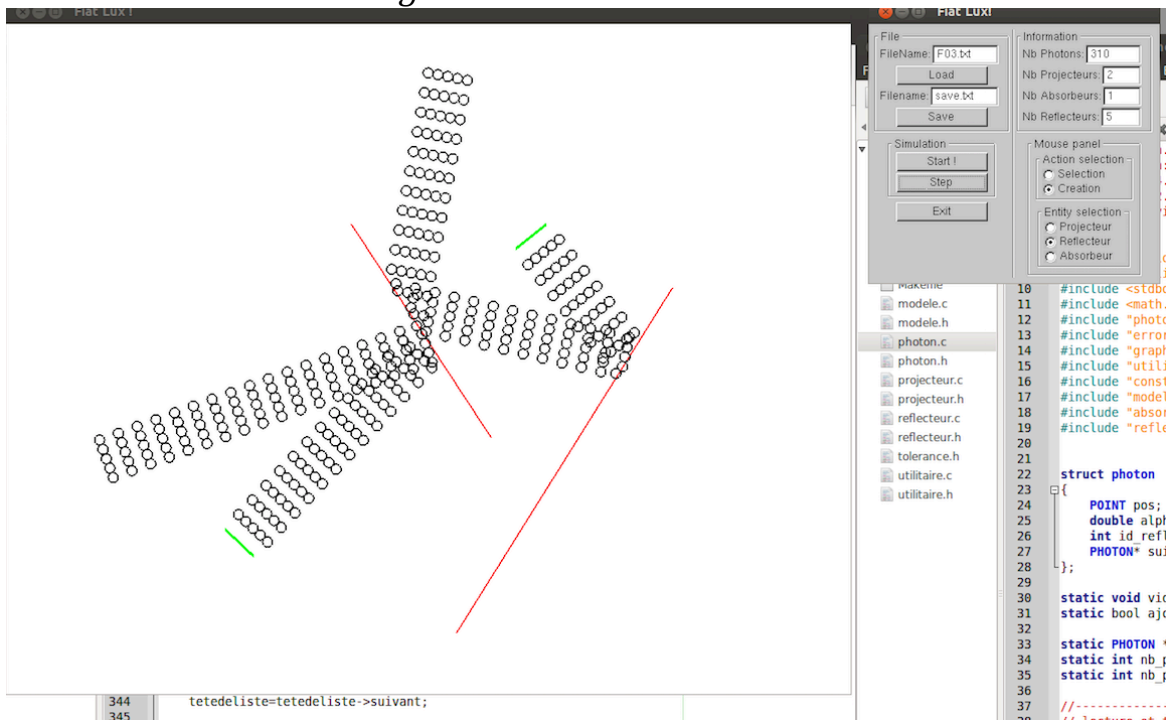 Fiat Lux !
Fiat Lux!
File
FileName: F03.txt
Load
Filename: save.txt
Save
Simulation
Start !
Step
Exit
Information
Nb Photons: 310
Nb Projecteurs: 2
Nb Absorbeurs: 1
Nb Reflecteurs: 5
Mouse panel
Action selection
Selection
Creation
Entity selection
Projecteur
Reflecteur
Absorbeur
Makefile
modele.c
modele.h
photon.c
photon.h
projecteur.c
projecteur.h
reflecteur.c
reflecteur.h
tolerance.h
utilitaire.c
utilitaire.h
10 #include <stdbo
11 #include <math.
12 #include "photo
13 #include "error
14 #include "graph
15 #include "utili
16 #include "const
17 #include "model
18 #include "absor
19 #include "refle
20
21
22 struct photon
23 {
24 POINT pos;
25 double alph
26 int id_refl
27 PHOTON* sui
28 };
29
30 static void vid
31 static bool ajo
32
33 static PHOTON *
34 static int nb_p
35 static int nb_p
36
37 //-------------
344 tetedeliste=tetedeliste->suivant;
345